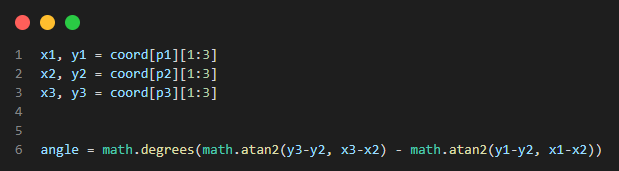 1 x1, y1 = coord[p1][1:3]
2 x2, y2 = coord[p2][1:3]
3 x3, y3 = coord[p3][1:3]
4
5
6 angle = math.degrees(math.atan2(y3-y2, x3-x2) - math.atan2(y1-y2, x1-x2))